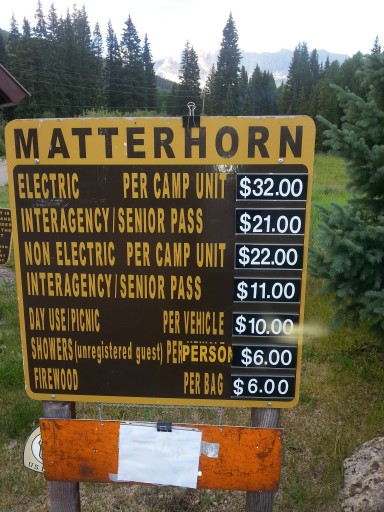 MATTERHORN
ELECTRIC PER CAMP UNIT $32.00
INTERAGENCY/SENIOR PASS $21.00
NON ELECTRIC PER CAMP UNIT $22.00
INTERAGENCY/SENIOR PASS $11.00
DAY USE/PICNIC PER VEHICLE $10.00
SHOWERS(unregistered guest) PER PERSON $6.00
FIREWOOD PER BAG $6.00
U.S